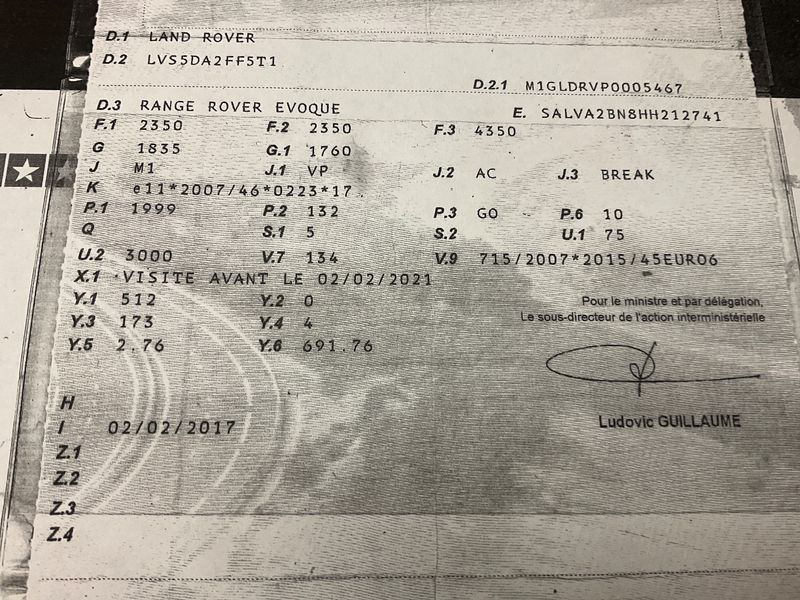 D.1 LAND ROVER
D.2 LVS5DA2FF5T1
D.2.1 M1GLDRVP0005467
D.3 RANGE ROVER EVOQUE
E. SALVA2BN8HH212741
F.1 2350 F.2 2350 F.3 4350
G 1835 G.1 1760
J M1 J.1 VP J.2 AC J.3 BREAK
K e11*2007/46*0223*17
P.1 1999 P.2 132 P.3 GO P.6 10
Q S.1 5 S.2 U.1 75
U.2 3000 V.7 134 V.9 715/2007*2015/45EURO6
X.1 VISITE AVANT LE 02/02/2021
Y.1 512 Y.2 0
Pour le ministre et par délégation,
Y.3 173 Y.4 4
Le sous-directeur de l'action interministérielle
Y.5 2.76 Y.6 691.76
H
I 02/02/2017
Ludovic GUILLAUME
Z.1
Z.2
Z.3
Z.4